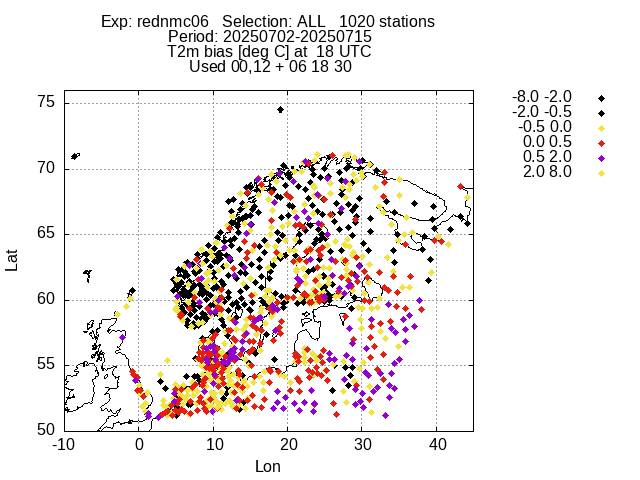 Exp: rednmc06   Selection: ALL   1020 stations
Period: 20250702-20250715
T2m bias [deg C] at  18 UTC
Used 00,12 + 06 18 30
-8.0 -2.0
-2.0 -0.5
-0.5 0.0
0.0 0.5
0.5 2.0
2.0 8.0
75
70
65
60
55
50
Lat
-10 0 10 20 30 40
Lon